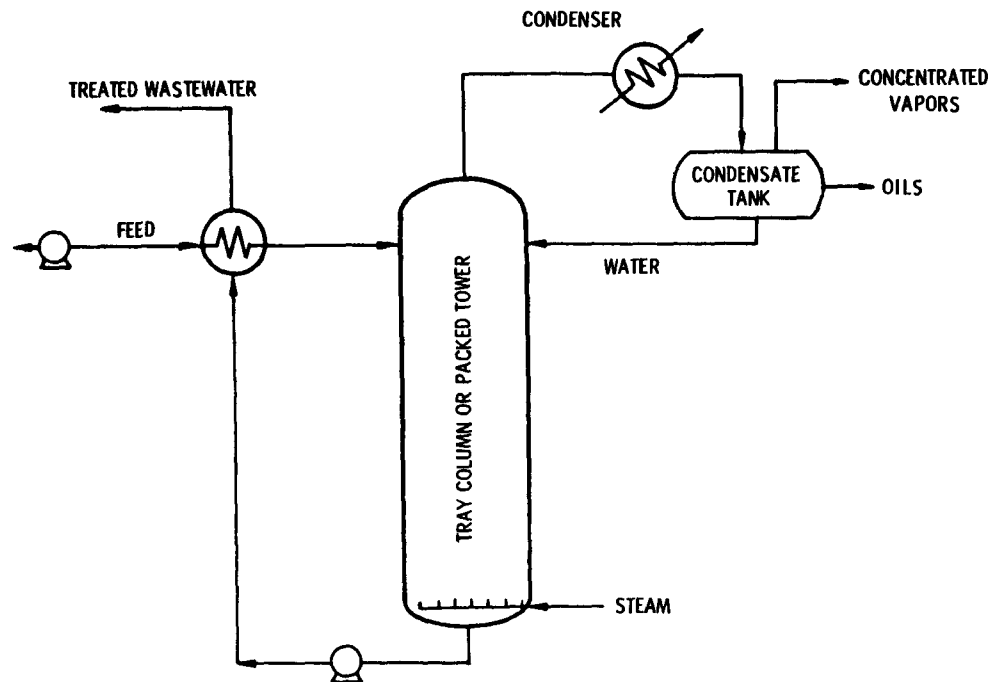 CONDENSER
TREATED WASTEWATER
CONCENTRATED
VAPORS
CONDENSATE
TANK
OILS
FEED
WATER
TRAY COLUMN OR PACKED TOWER
STEAM